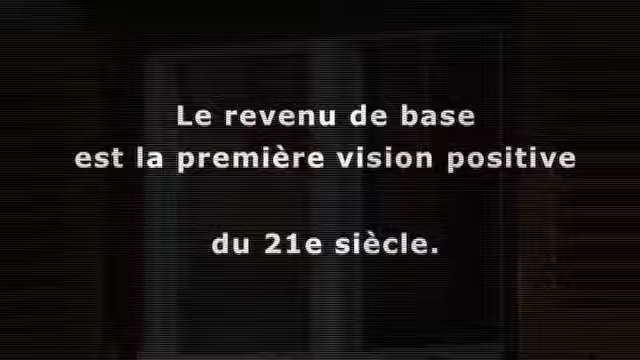 Le revenu de base
est la première vision positive
du 21e siècle.